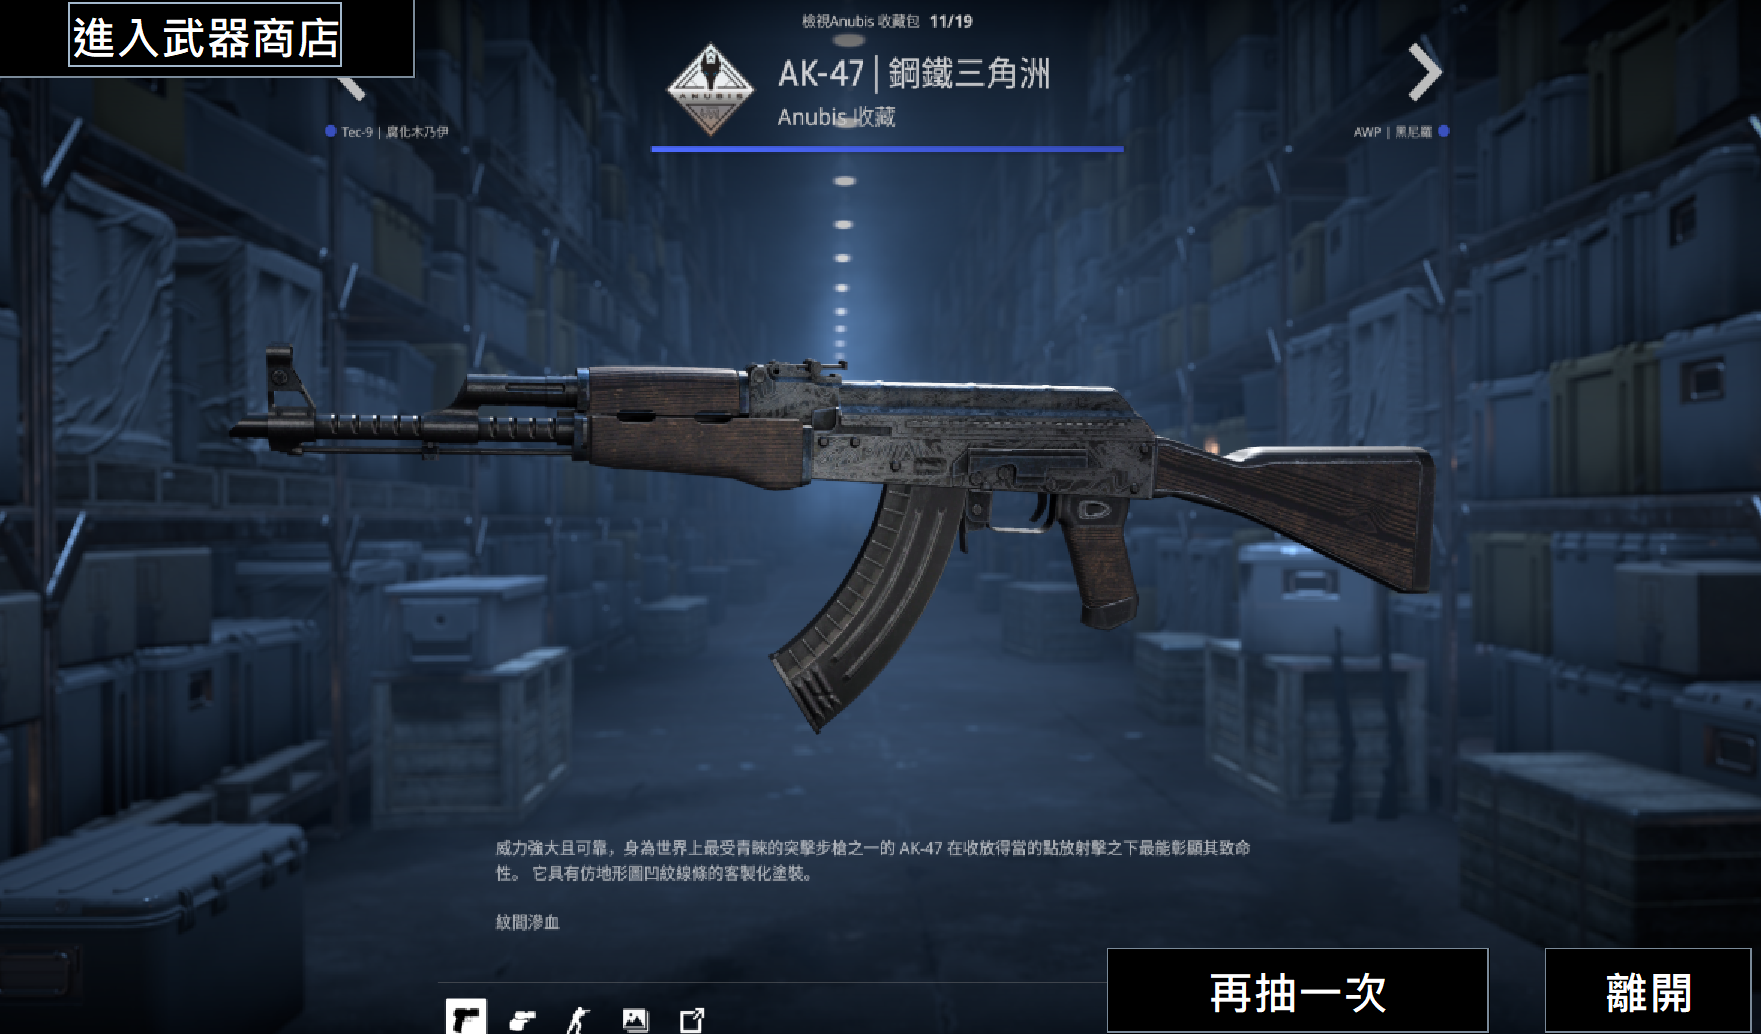 進入武器商店
檢視Anubis 收藏包 11/19
ANUBIS
AK-47 | 鋼鐵三角洲
Anubis 收藏
Tec-9 | 腐化木乃伊
AWP | 黑尼羅
威力強大且可靠，身為世界上最受青睞的突擊步槍之一的 AK-47 在收放得當的點放射擊之下最能彰顯其致命
性。 它具有仿地形圖凹紋線條的客製化塗裝。
紋間滲血
再抽一次
離開